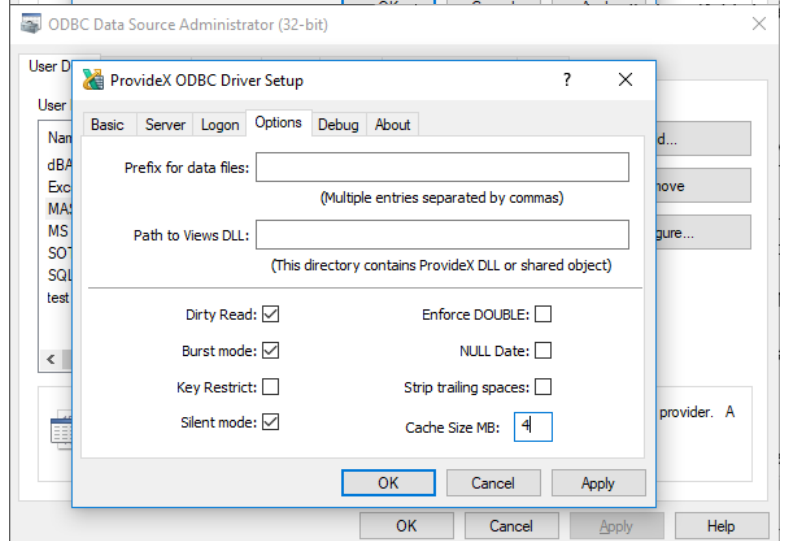 ODBC Data Source Administrator (32-bit)
User D
ProvideX ODBC Driver Setup
?
User
Basic Server Logon Options Debug About
Nam
d...
dBA
Prefix for data files:
Exc
(Multiple entries separated by commas)
move
MAS
MS
Path to Views DLL:
gure...
SOT
(This directory contains ProvideX DLL or shared object)
SQL
test
Dirty Read:
Enforce DOUBLE:
Burst mode:
NULL Date:
Key Restrict:
Strip trailing spaces:
Silent mode:
Cache Size MB: 4
provider. A
OK Cancel Apply
OK Cancel Apply Help